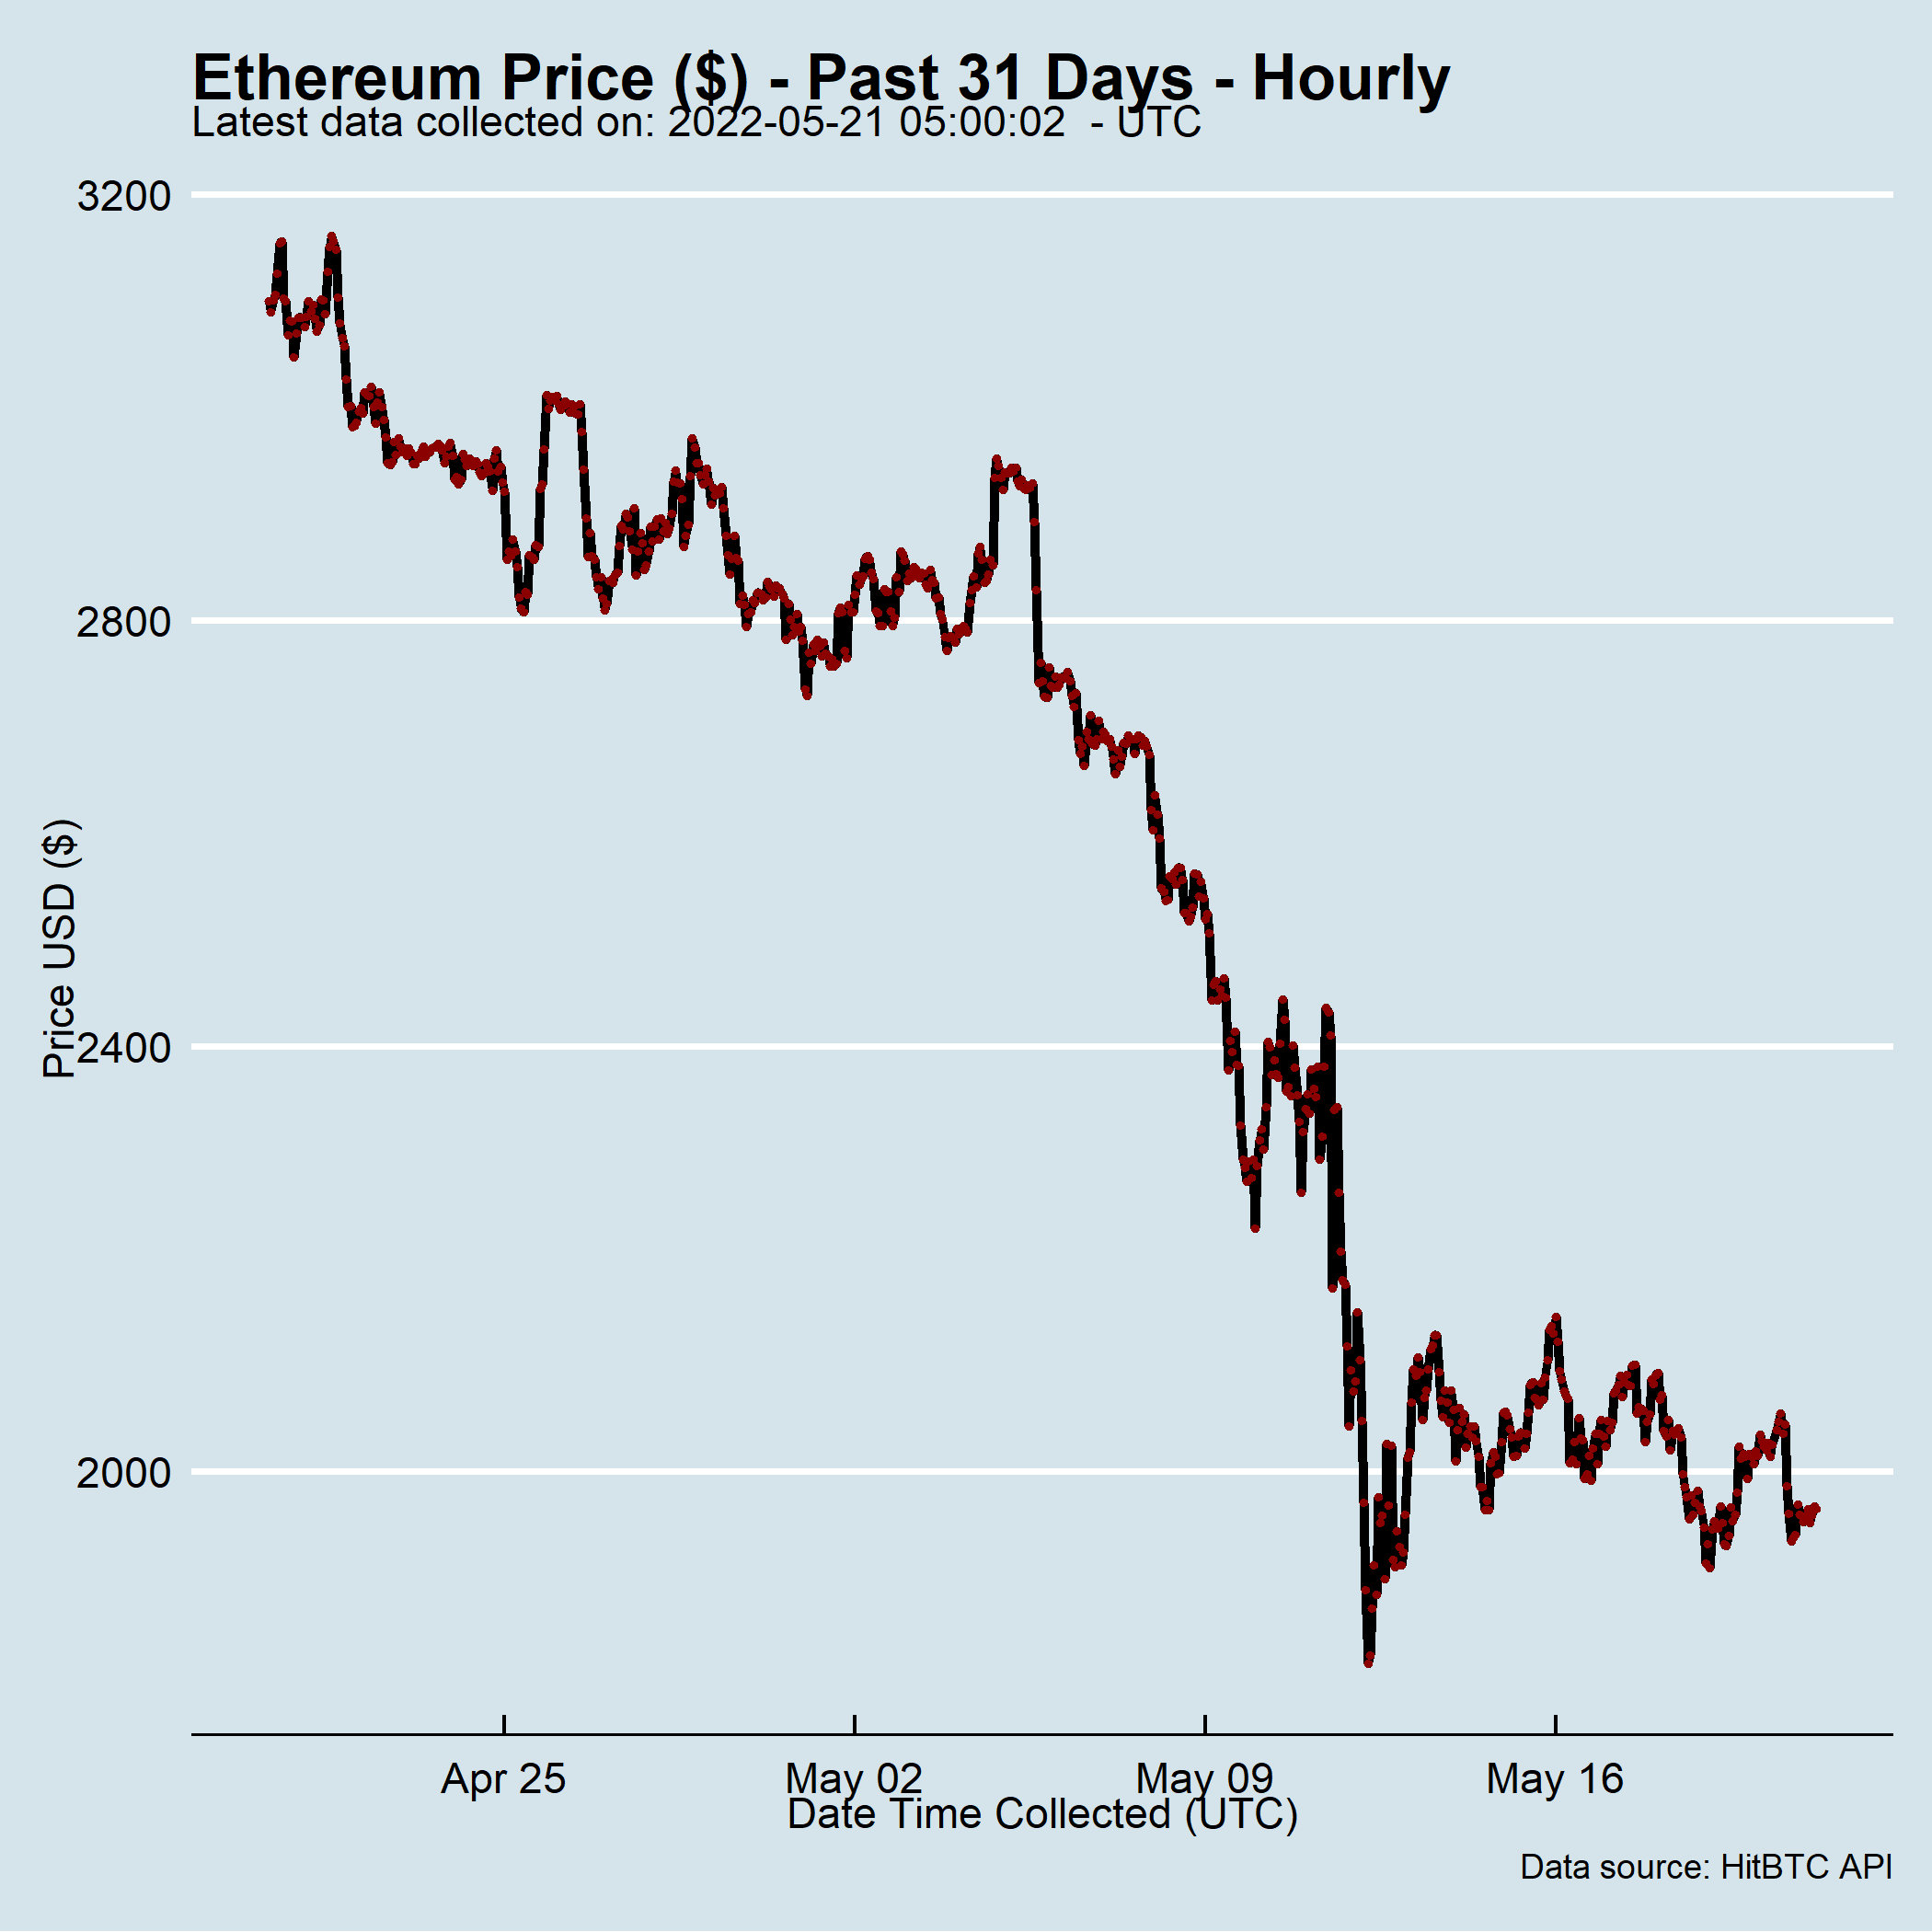 Ethereum Price ($) - Past 31 Days - Hourly
Latest data collected on: 2022-05-21 05:00:02  - UTC
3200
2800
2400
2000
Price USD ($)
Apr 25 May 02 May 09 May 16
Date Time Collected (UTC)
Data source: HitBTC API